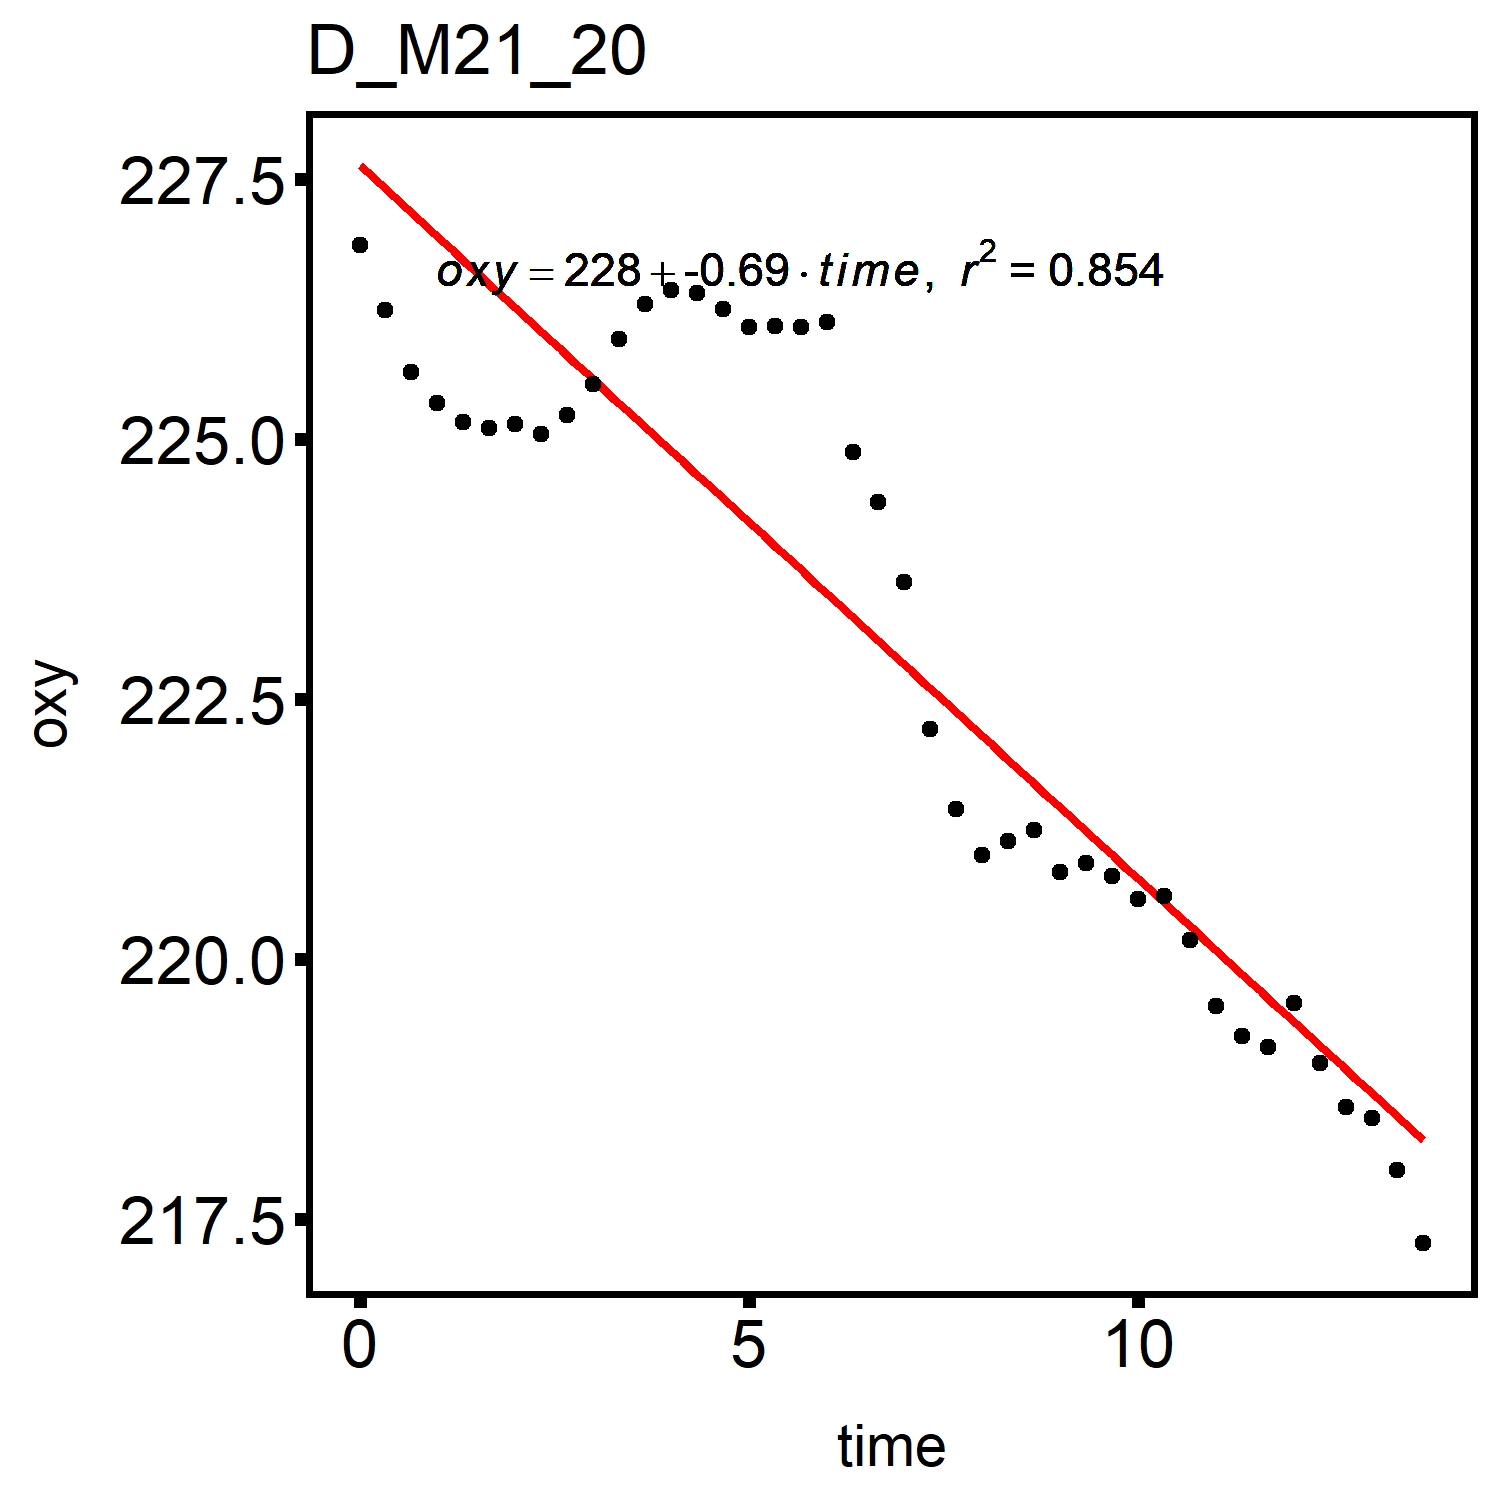 D_M21_20
227.5
oxy = 228 + -0.69 · time, r² = 0.854
225.0
222.5
oxy
220.0
217.5
0 5 10
time